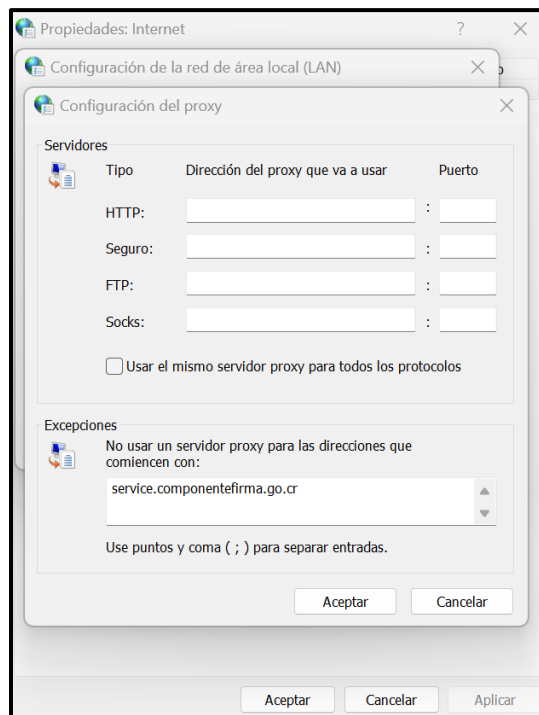 Propiedades: Internet
Configuración de la red de área local (LAN)
Configuración del proxy
Servidores
Tipo Dirección del proxy que va a usar Puerto
HTTP: :
Seguro: :
FTP: :
Socks: :
Usar el mismo servidor proxy para todos los protocolos
Excepciones
No usar un servidor proxy para las direcciones que
comiencen con:
service.componentefirma.go.cr
Use puntos y coma ( ; ) para separar entradas.
Aceptar Cancelar
Aceptar Cancelar Aplicar